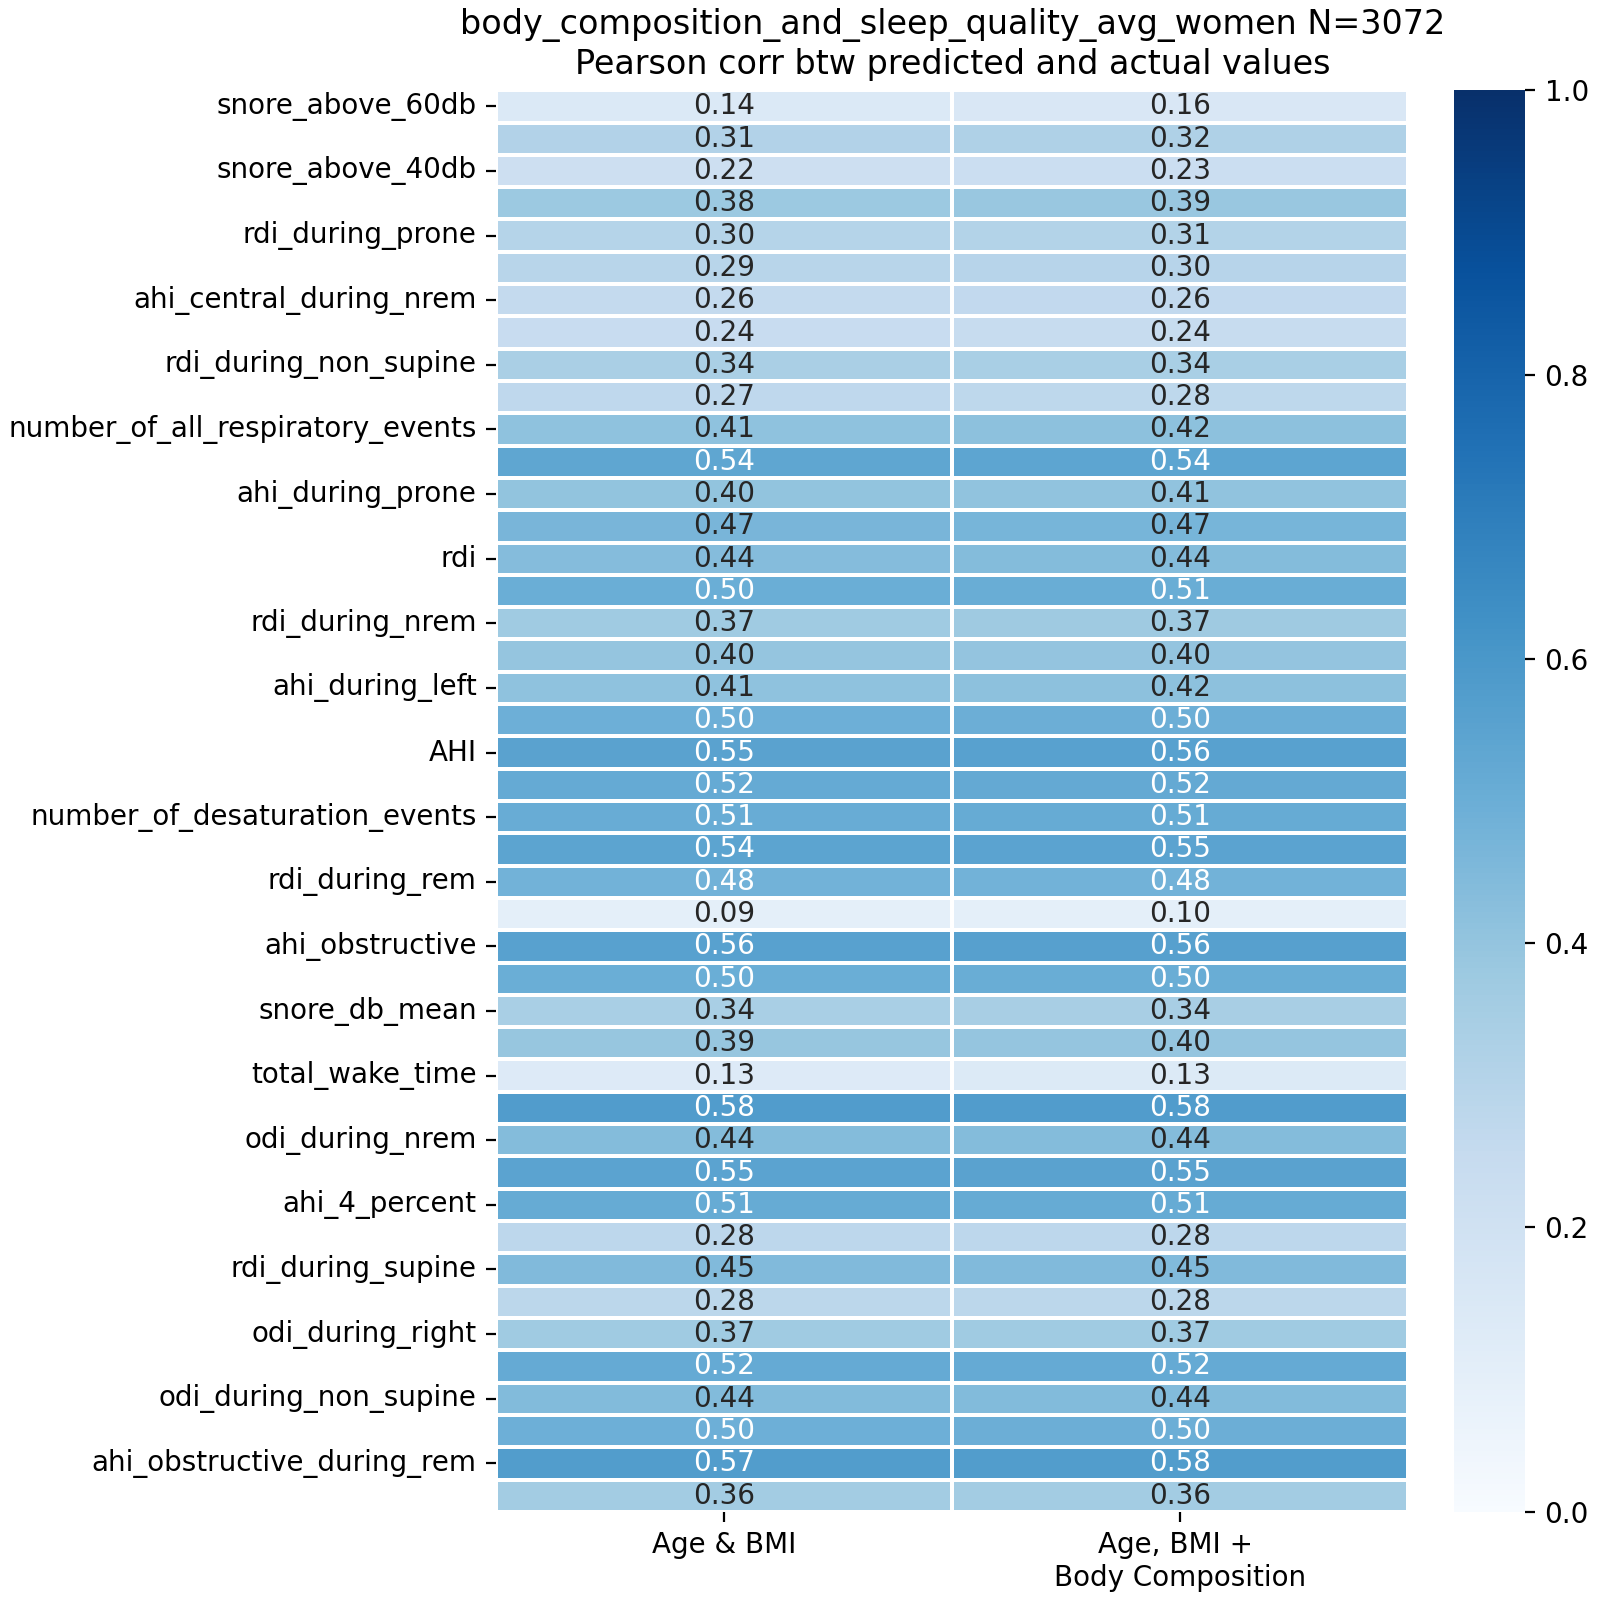 body_composition_and_sleep_quality_avg_women N=3072
Pearson corr btw predicted and actual values
snore_above_60db 0.14 0.16
0.31 0.32
snore_above_40db 0.22 0.23
0.38 0.39
rdi_during_prone 0.30 0.31
0.29 0.30
ahi_central_during_nrem 0.26 0.26
0.24 0.24
rdi_during_non_supine 0.34 0.34
0.27 0.28
number_of_all_respiratory_events 0.41 0.42
0.54 0.54
ahi_during_prone 0.40 0.41
0.47 0.47
rdi 0.44 0.44
0.50 0.51
rdi_during_nrem 0.37 0.37
0.40 0.40
ahi_during_left 0.41 0.42
0.50 0.50
AHI 0.55 0.56
0.52 0.52
number_of_desaturation_events 0.51 0.51
0.54 0.55
rdi_during_rem 0.48 0.48
0.09 0.10
ahi_obstructive 0.56 0.56
0.50 0.50
snore_db_mean 0.34 0.34
0.39 0.40
total_wake_time 0.13 0.13
0.58 0.58
odi_during_nrem 0.44 0.44
0.55 0.55
ahi_4_percent 0.51 0.51
0.28 0.28
rdi_during_supine 0.45 0.45
0.28 0.28
odi_during_right 0.37 0.37
0.52 0.52
odi_during_non_supine 0.44 0.44
0.50 0.50
ahi_obstructive_during_rem 0.57 0.58
0.36 0.36
Age & BMI
Age, BMI +
Body Composition
1.0
0.8
0.6
0.4
0.2
0.0